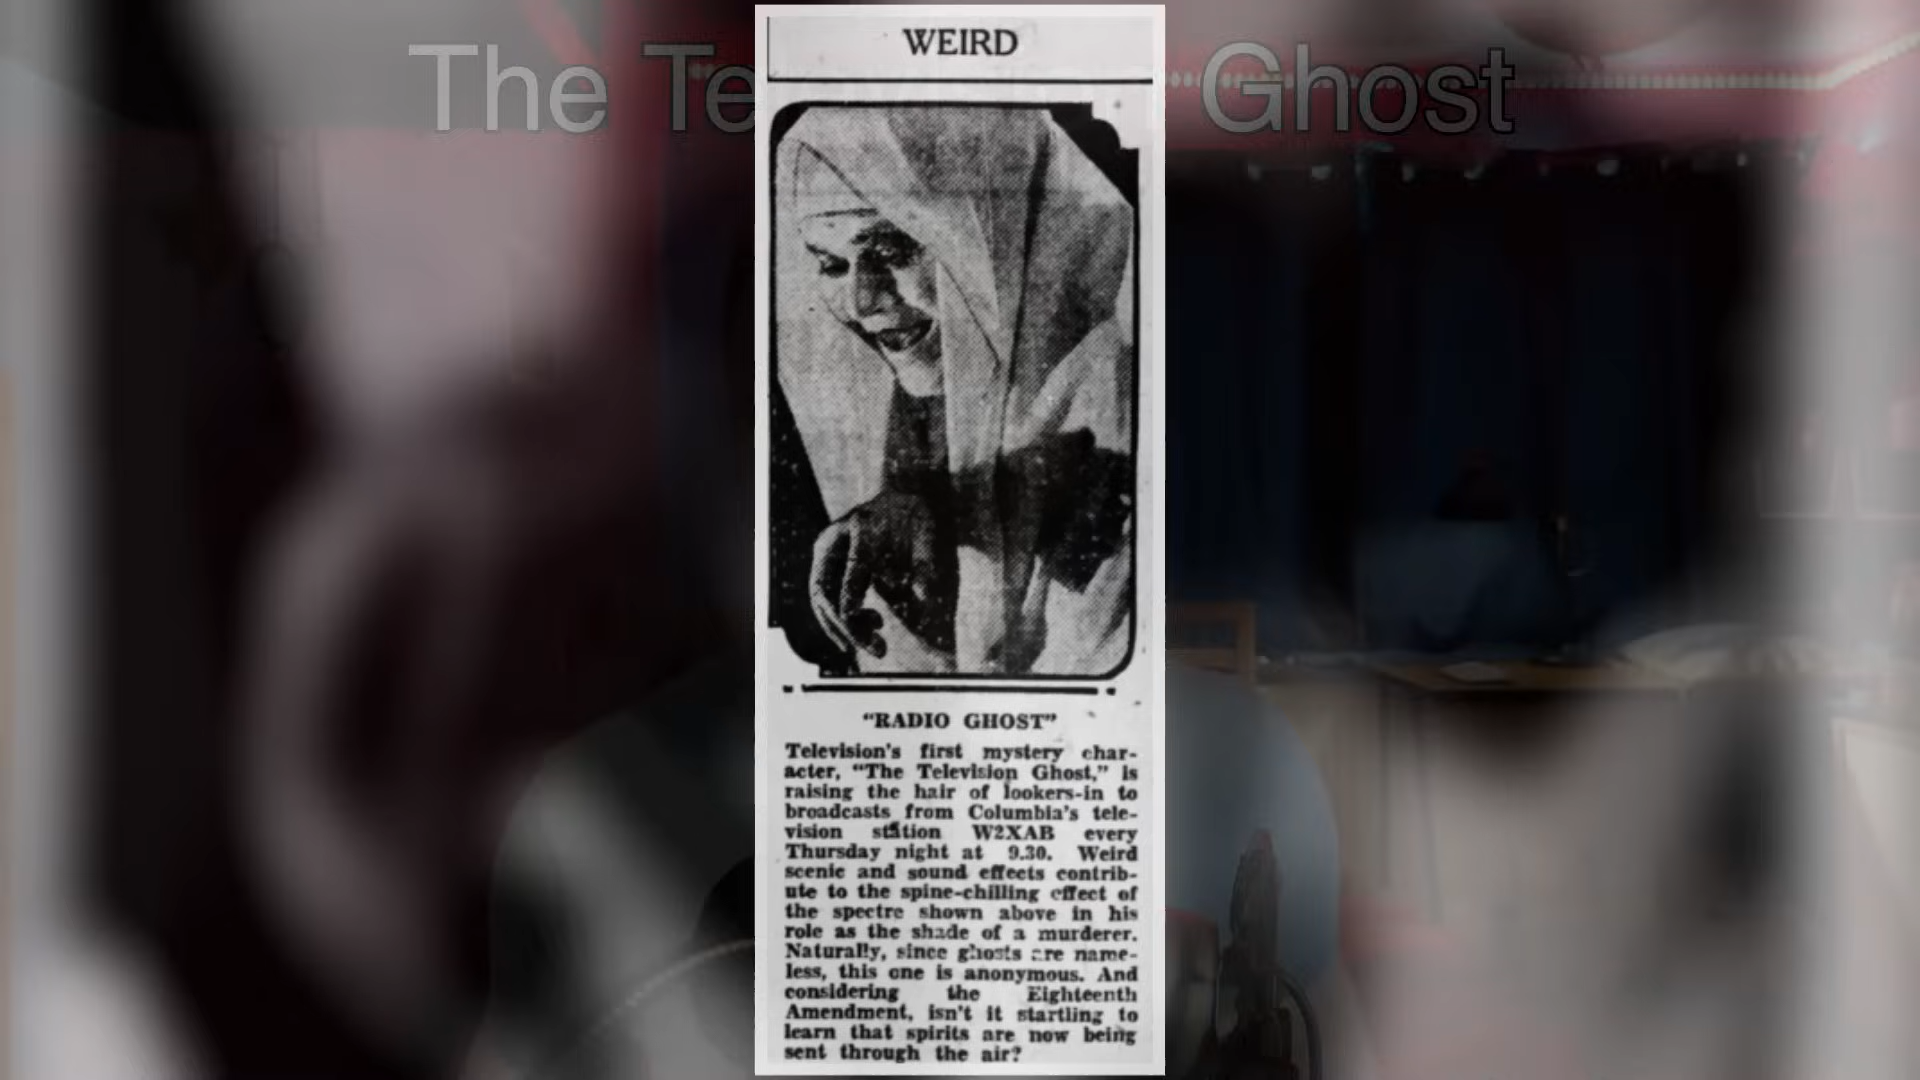 The Te Ghost
WEIRD
"RADIO GHOST"
Television's first mystery char-
acter, "The Television Ghost," is
raising the hair of lookers-in to
broadcasts from Columbia's tele-
vision station W2XAB every
Thursday night at 9.30. Weird
scenic and sound effects contrib-
ute to the spine-chilling effect of
the spectre shown above in his
role as the shade of a murderer.
Naturally, since ghosts are name-
less, this one is anonymous. And
considering the Eighteenth
Amendment, isn't it startling to
learn that spirits are now being
sent through the air?